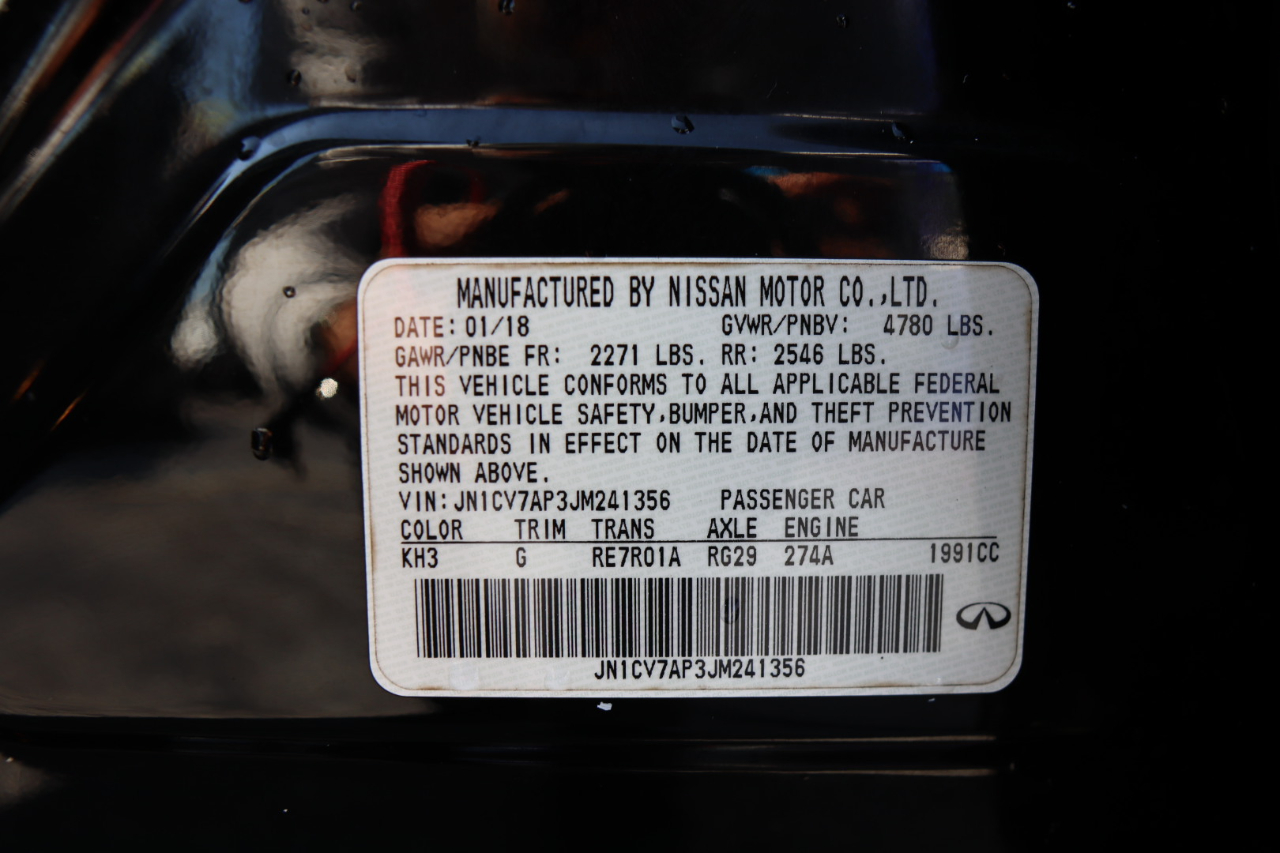 MANUFACTURED BY NISSAN MOTOR CO.,LTD.
DATE: 01/18 GVWR/PNBV: 4780 LBS.
GAWR/PNBE FR: 2271 LBS. RR: 2546 LBS.
THIS VEHICLE CONFORMS TO ALL APPLICABLE FEDERAL
MOTOR VEHICLE SAFETY,BUMPER,AND THEFT PREVENTION
STANDARDS IN EFFECT ON THE DATE OF MANUFACTURE
SHOWN ABOVE.
VIN: JN1CV7AP3JM241356 PASSENGER CAR
COLOR TRIM TRANS AXLE ENGINE
KH3 G RE7R01A RG29 274A 1991CC
JN1CV7AP3JM241356